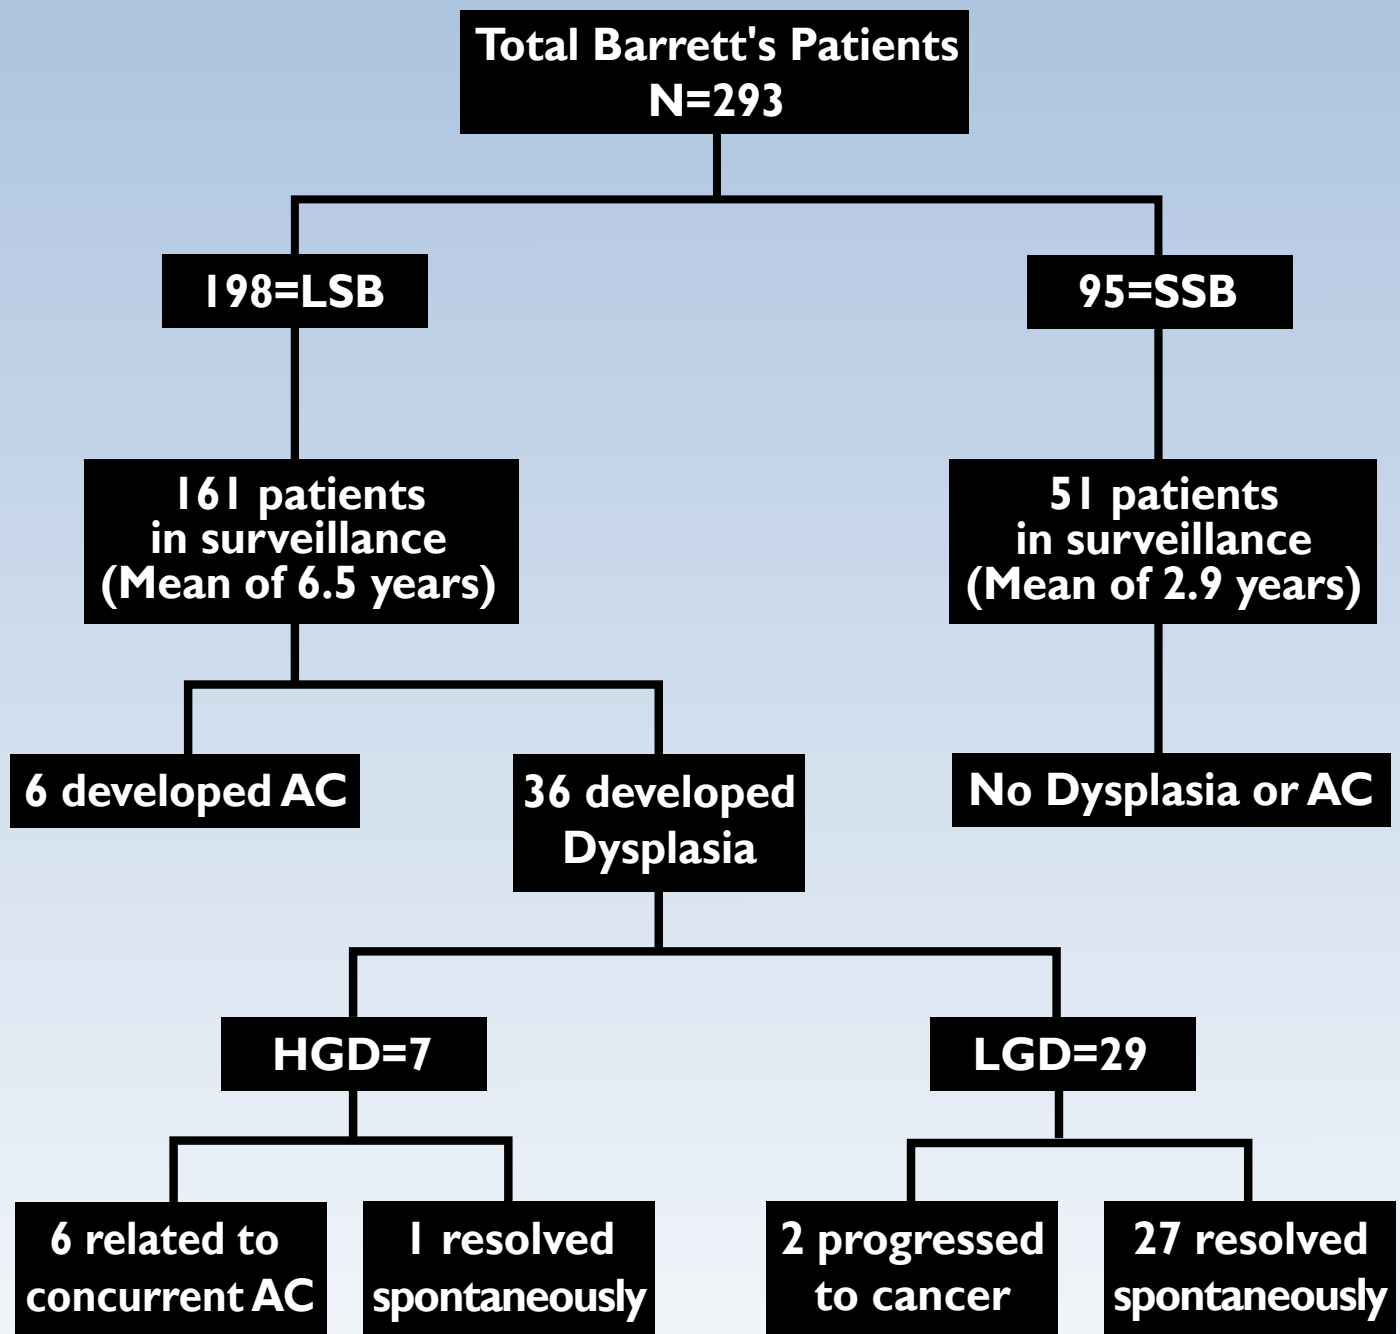 Total Barrett's Patients
N=293
198=LSB
95=SSB
161 patients
in surveillance
(Mean of 6.5 years)
51 patients
in surveillance
(Mean of 2.9 years)
6 developed AC
36 developed
Dysplasia
No Dysplasia or AC
HGD=7
LGD=29
6 related to
concurrent AC
1 resolved
spontaneously
2 progressed
to cancer
27 resolved
spontaneously